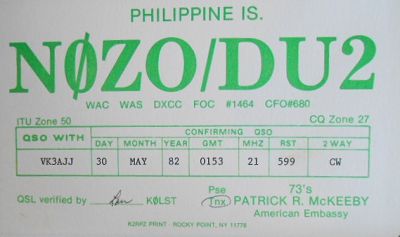 PHILIPPINE IS.
NØZO/DU2
WAC WAS DXCC FOC #1464 CFO#680
ITU Zone 50 CQ Zone 27
QSO WITH CONFIRMING QSO
DAY MONTH YEAR GMT MHZ RST 2 WAY
VK3AJJ 30 MAY 82 0153 21 599 CW
Pse 73's
QSL verified by KØLST Tnx PATRICK R. McKEEBY
American Embassy
K2RPZ PRINT - ROCKY POINT, NY 11778